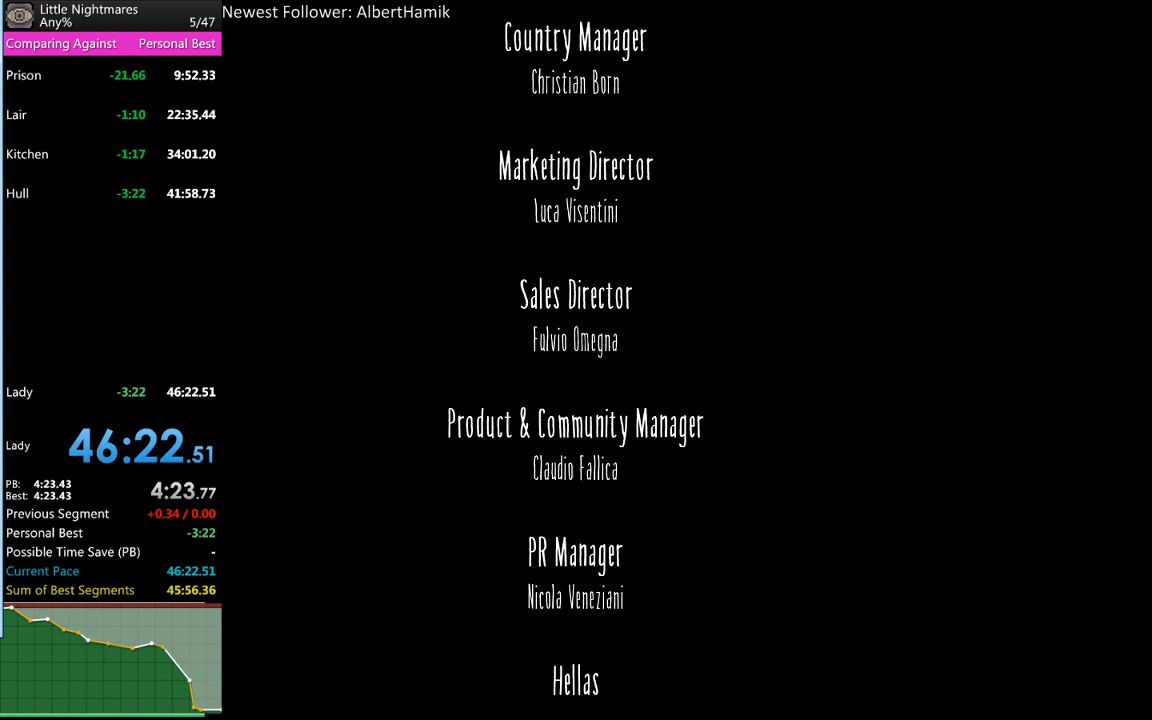 Little Nightmares
Any%
5/47
Newest Follower: AlbertHamik
Comparing Against Personal Best
Prison -21.66 9:52.33
Lair -1:10 22:35.44
Kitchen -1:17 34:01.20
Hull -3:22 41:58.73
Lady -3:22 46:22.51
Lady 46:22.51
PB: 4:23.43
Best: 4:23.43
4:23.77
Previous Segment +0.34 / 0.00
Personal Best -3:22
Possible Time Save (PB) -
Current Pace 46:22.51
Sum of Best Segments 45:56.36
Country Manager
Christian Born
Marketing Director
Luca Visentini
Sales Director
Fulvio Omegna
Product & Community Manager
Claudio Fallica
PR Manager
Nicola Veneziani
Hellas